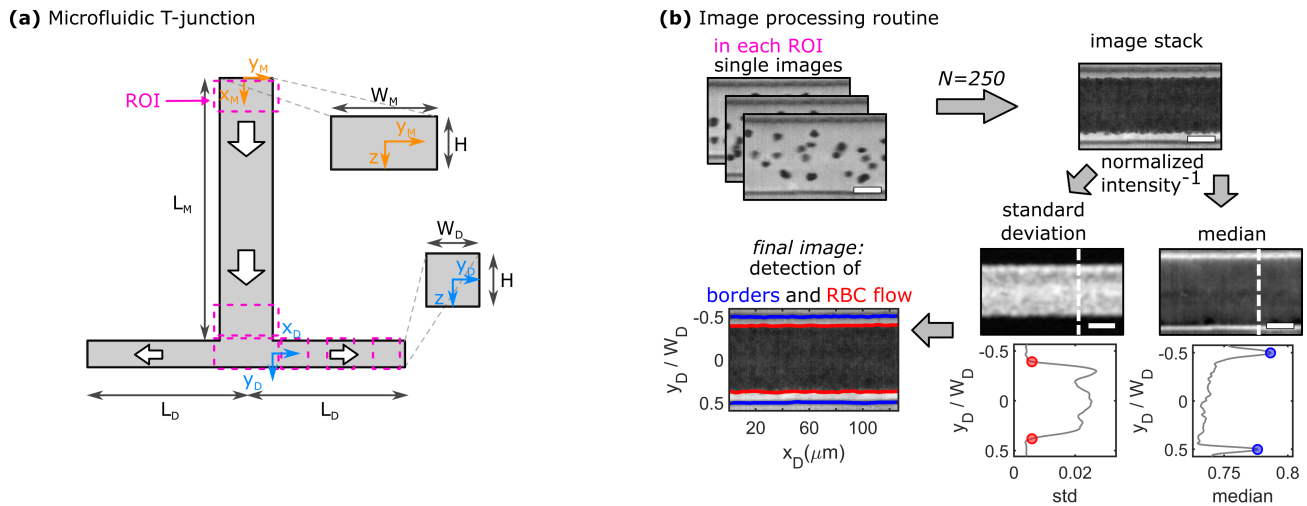 (a) Microfluidic T-junction
y_M
ROI
x_M
W_M
y_M
z
H
L_M
W_D
y_D
z
H
x_D
y_D
L_D
L_D
(b) Image processing routine
in each ROI
single images
N=250
image stack
normalized
intensity⁻¹
standard
deviation
median
final image:
detection of
borders and RBC flow
-0.5
0
0.5
y_D / W_D
20
60
100
x_D(μm)
-0.5
0
0.5
y_D / W_D
0
0.02
std
-0.5
0
0.5
y_D / W_D
0.75
0.8
median